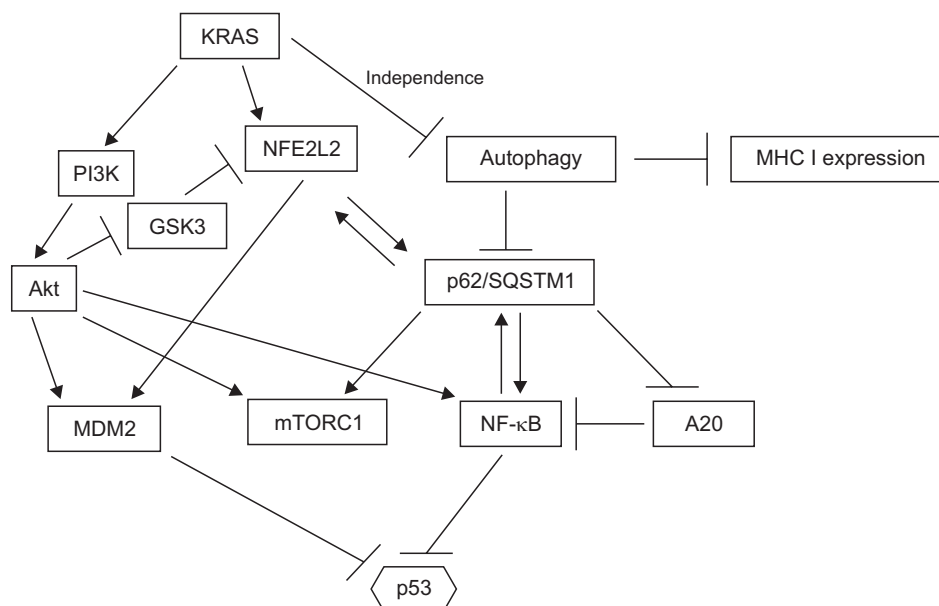 KRAS
Independence
NFE2L2
Autophagy
MHC I expression
PI3K
GSK3
Akt
p62/SQSTM1
MDM2
mTORC1
NF-κB
A20
p53